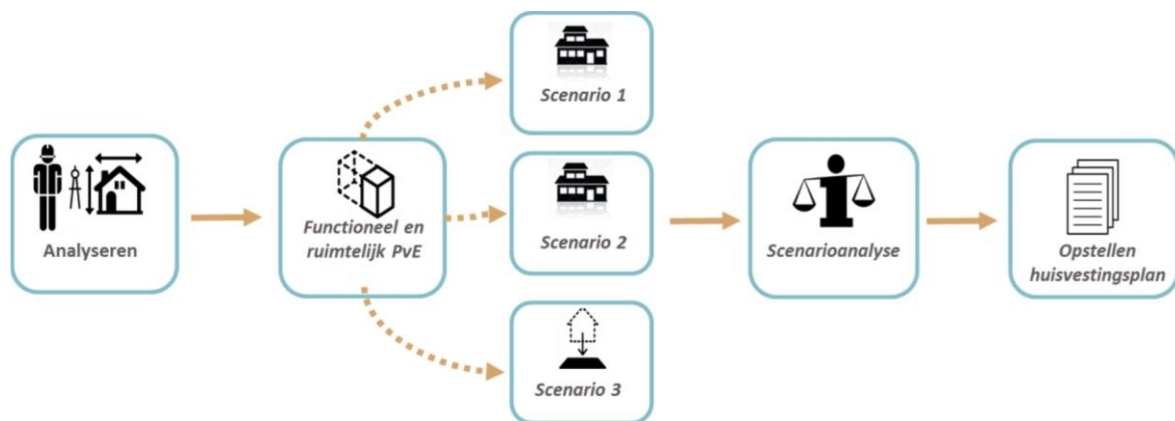 Analyseren
Functioneel en
ruimtelijk PvE
Scenario 1
Scenario 2
Scenario 3
Scenarioanalyse
Opstellen
huisvestingsplan